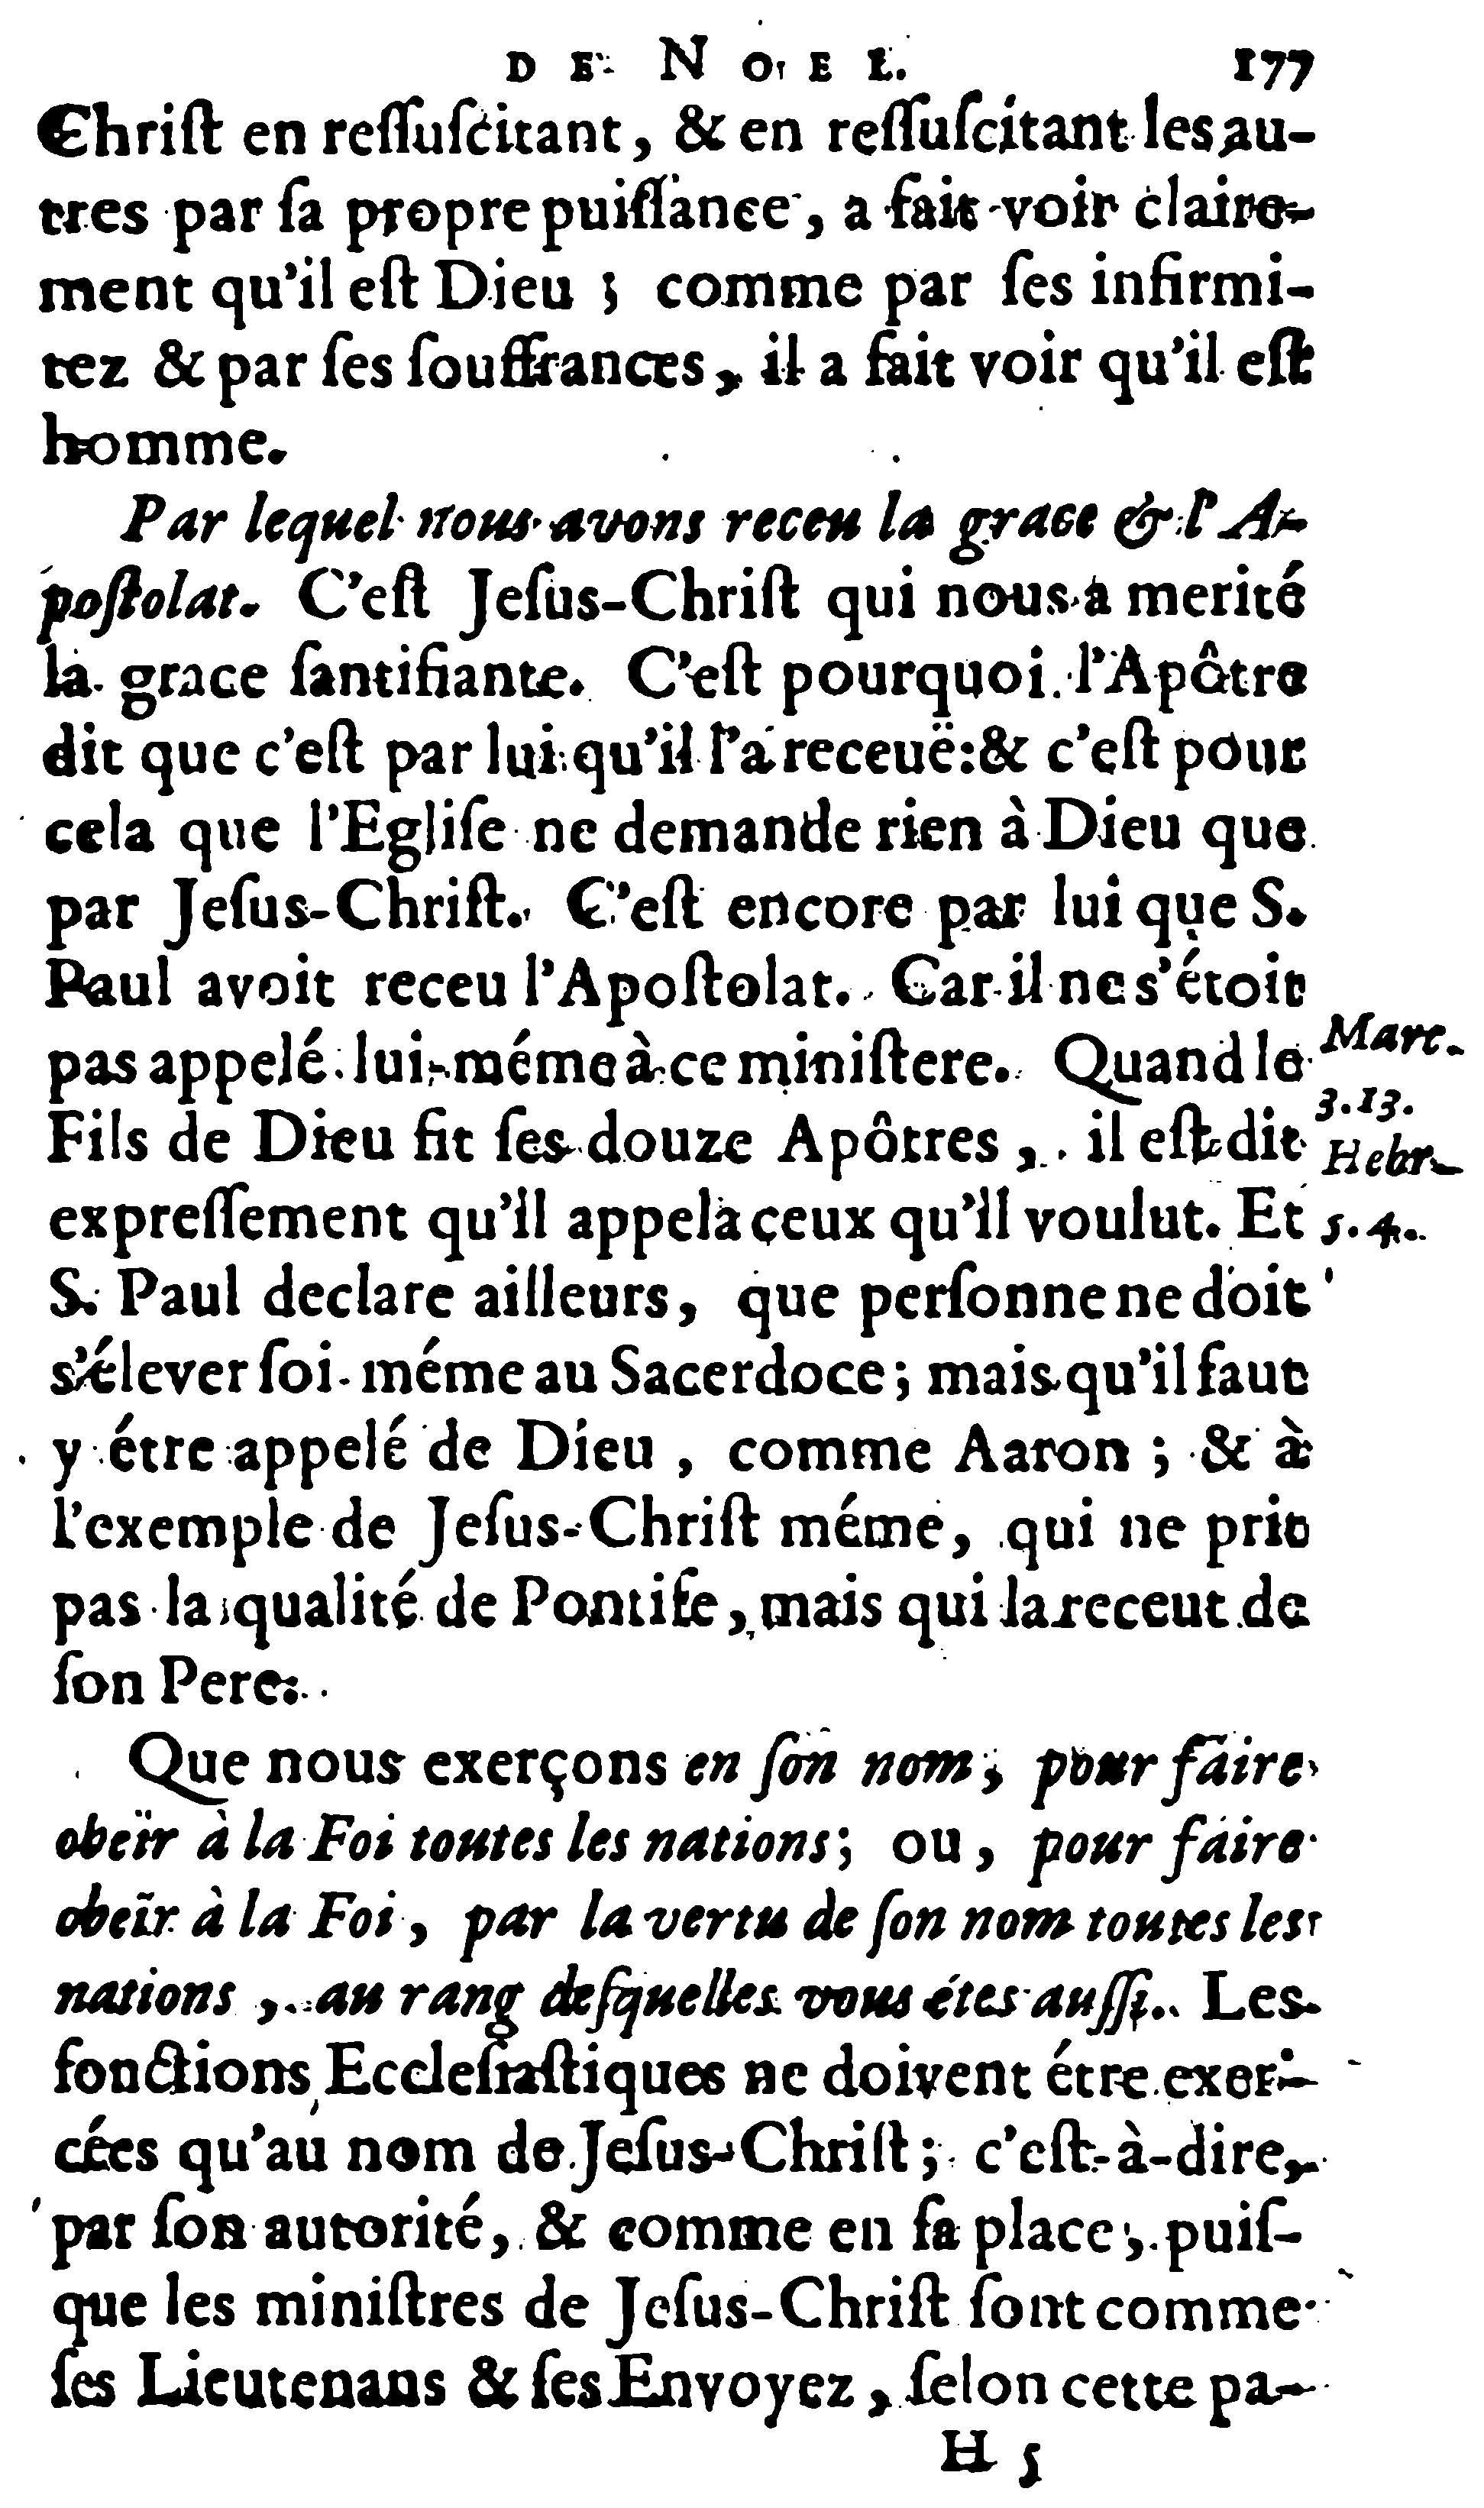 DE NOEL. 177
Chriſt en reſſuſcitant, & en reſſuſcitant les au-
tres par ſa propre puiſſance, a fait voir claire-
ment qu'il eſt Dieu ; comme par ſes infirmi-
tez & par ſes ſouffrances, il a fait voir qu'il eſt
homme.
Par lequel nous avons receu la grace & l'A-
poſtolat. C'eſt Jeſus-Chriſt qui nous a merité
la grace ſantifiante. C'eſt pourquoi l'Apôtre
dit que c'eſt par lui qu'il l'a receuë : & c'eſt pour
cela que l'Egliſe ne demande rien à Dieu que
par Jeſus-Chriſt. C'eſt encore par lui que S.
Paul avoit receu l'Apoſtolat. Car il ne s'étoit
pas appelé lui-méme à ce miniſtere. Quand le
Fils de Dieu fit ſes douze Apôtres, il eſt dit
expreſſement qu'il appela ceux qu'il voulut. Et
S. Paul declare ailleurs, que perſonne ne doit
s'élever ſoi-méme au Sacerdoce ; mais qu'il faut
y étre appelé de Dieu, comme Aaron ; & à
l'exemple de Jeſus-Chriſt méme, qui ne prit
pas la qualité de Pontife, mais qui la receut de
ſon Pere.
Marc.
3. 13.
Hebr.
5. 4.
Que nous exerçons en ſon nom, pour faire
obeïr à la Foi toutes les nations ; ou, pour faire
obeïr à la Foi, par la vertu de ſon nom toutes les
nations, au rang deſquelles vous étes auſſi. Les
fonctions Eccleſiaſtiques ne doivent étre exer-
cées qu'au nom de Jeſus-Chriſt ; c'eſt-à-dire,
par ſon autorité, & comme en ſa place ; puiſ-
que les miniſtres de Jeſus-Chriſt ſont comme
ſes Lieutenans & ſes Envoyez, ſelon cette pa-
H 5